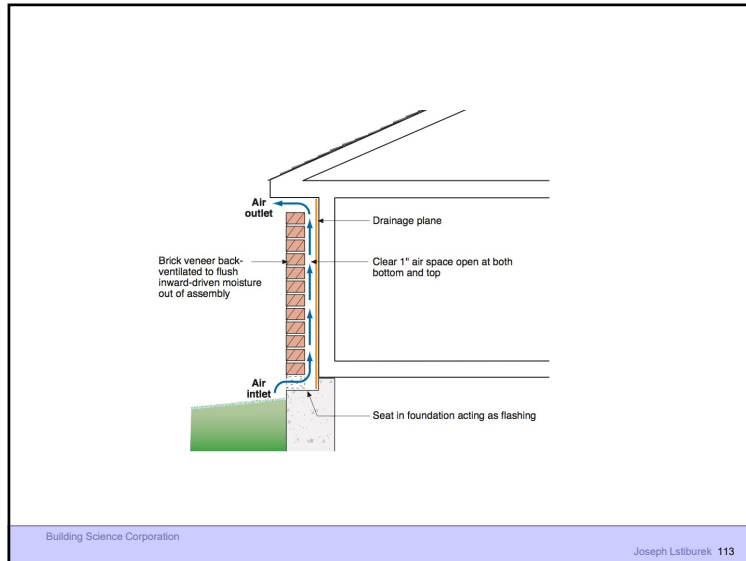 Air
outlet
Drainage plane
Brick veneer back-
ventilated to flush
inward-driven moisture
out of assembly
Clear 1" air space open at both
bottom and top
Air
inlet
Seat in foundation acting as flashing
Building Science Corporation
Joseph Lstiburek 113